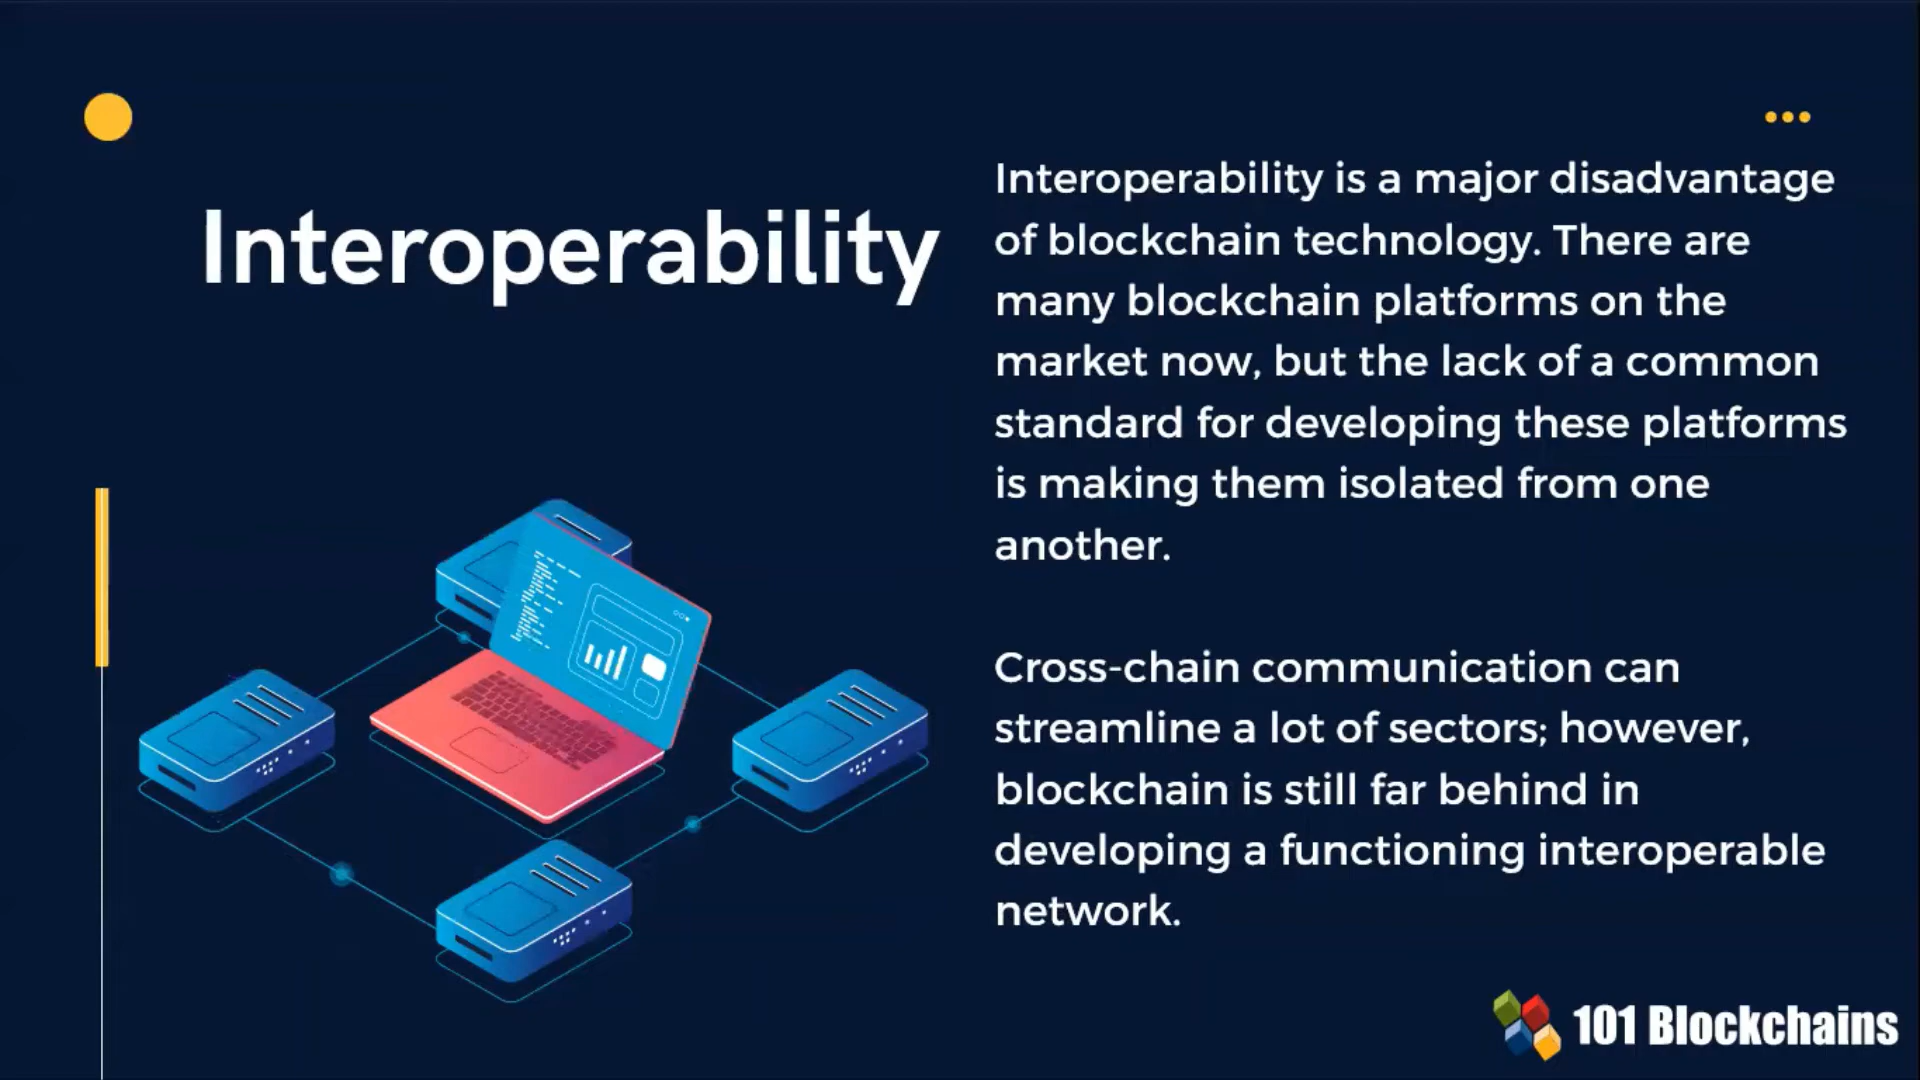 Interoperability
Interoperability is a major disadvantage
of blockchain technology. There are
many blockchain platforms on the
market now, but the lack of a common
standard for developing these platforms
is making them isolated from one
another.
Cross-chain communication can
streamline a lot of sectors; however,
blockchain is still far behind in
developing a functioning interoperable
network.
101 Blockchains